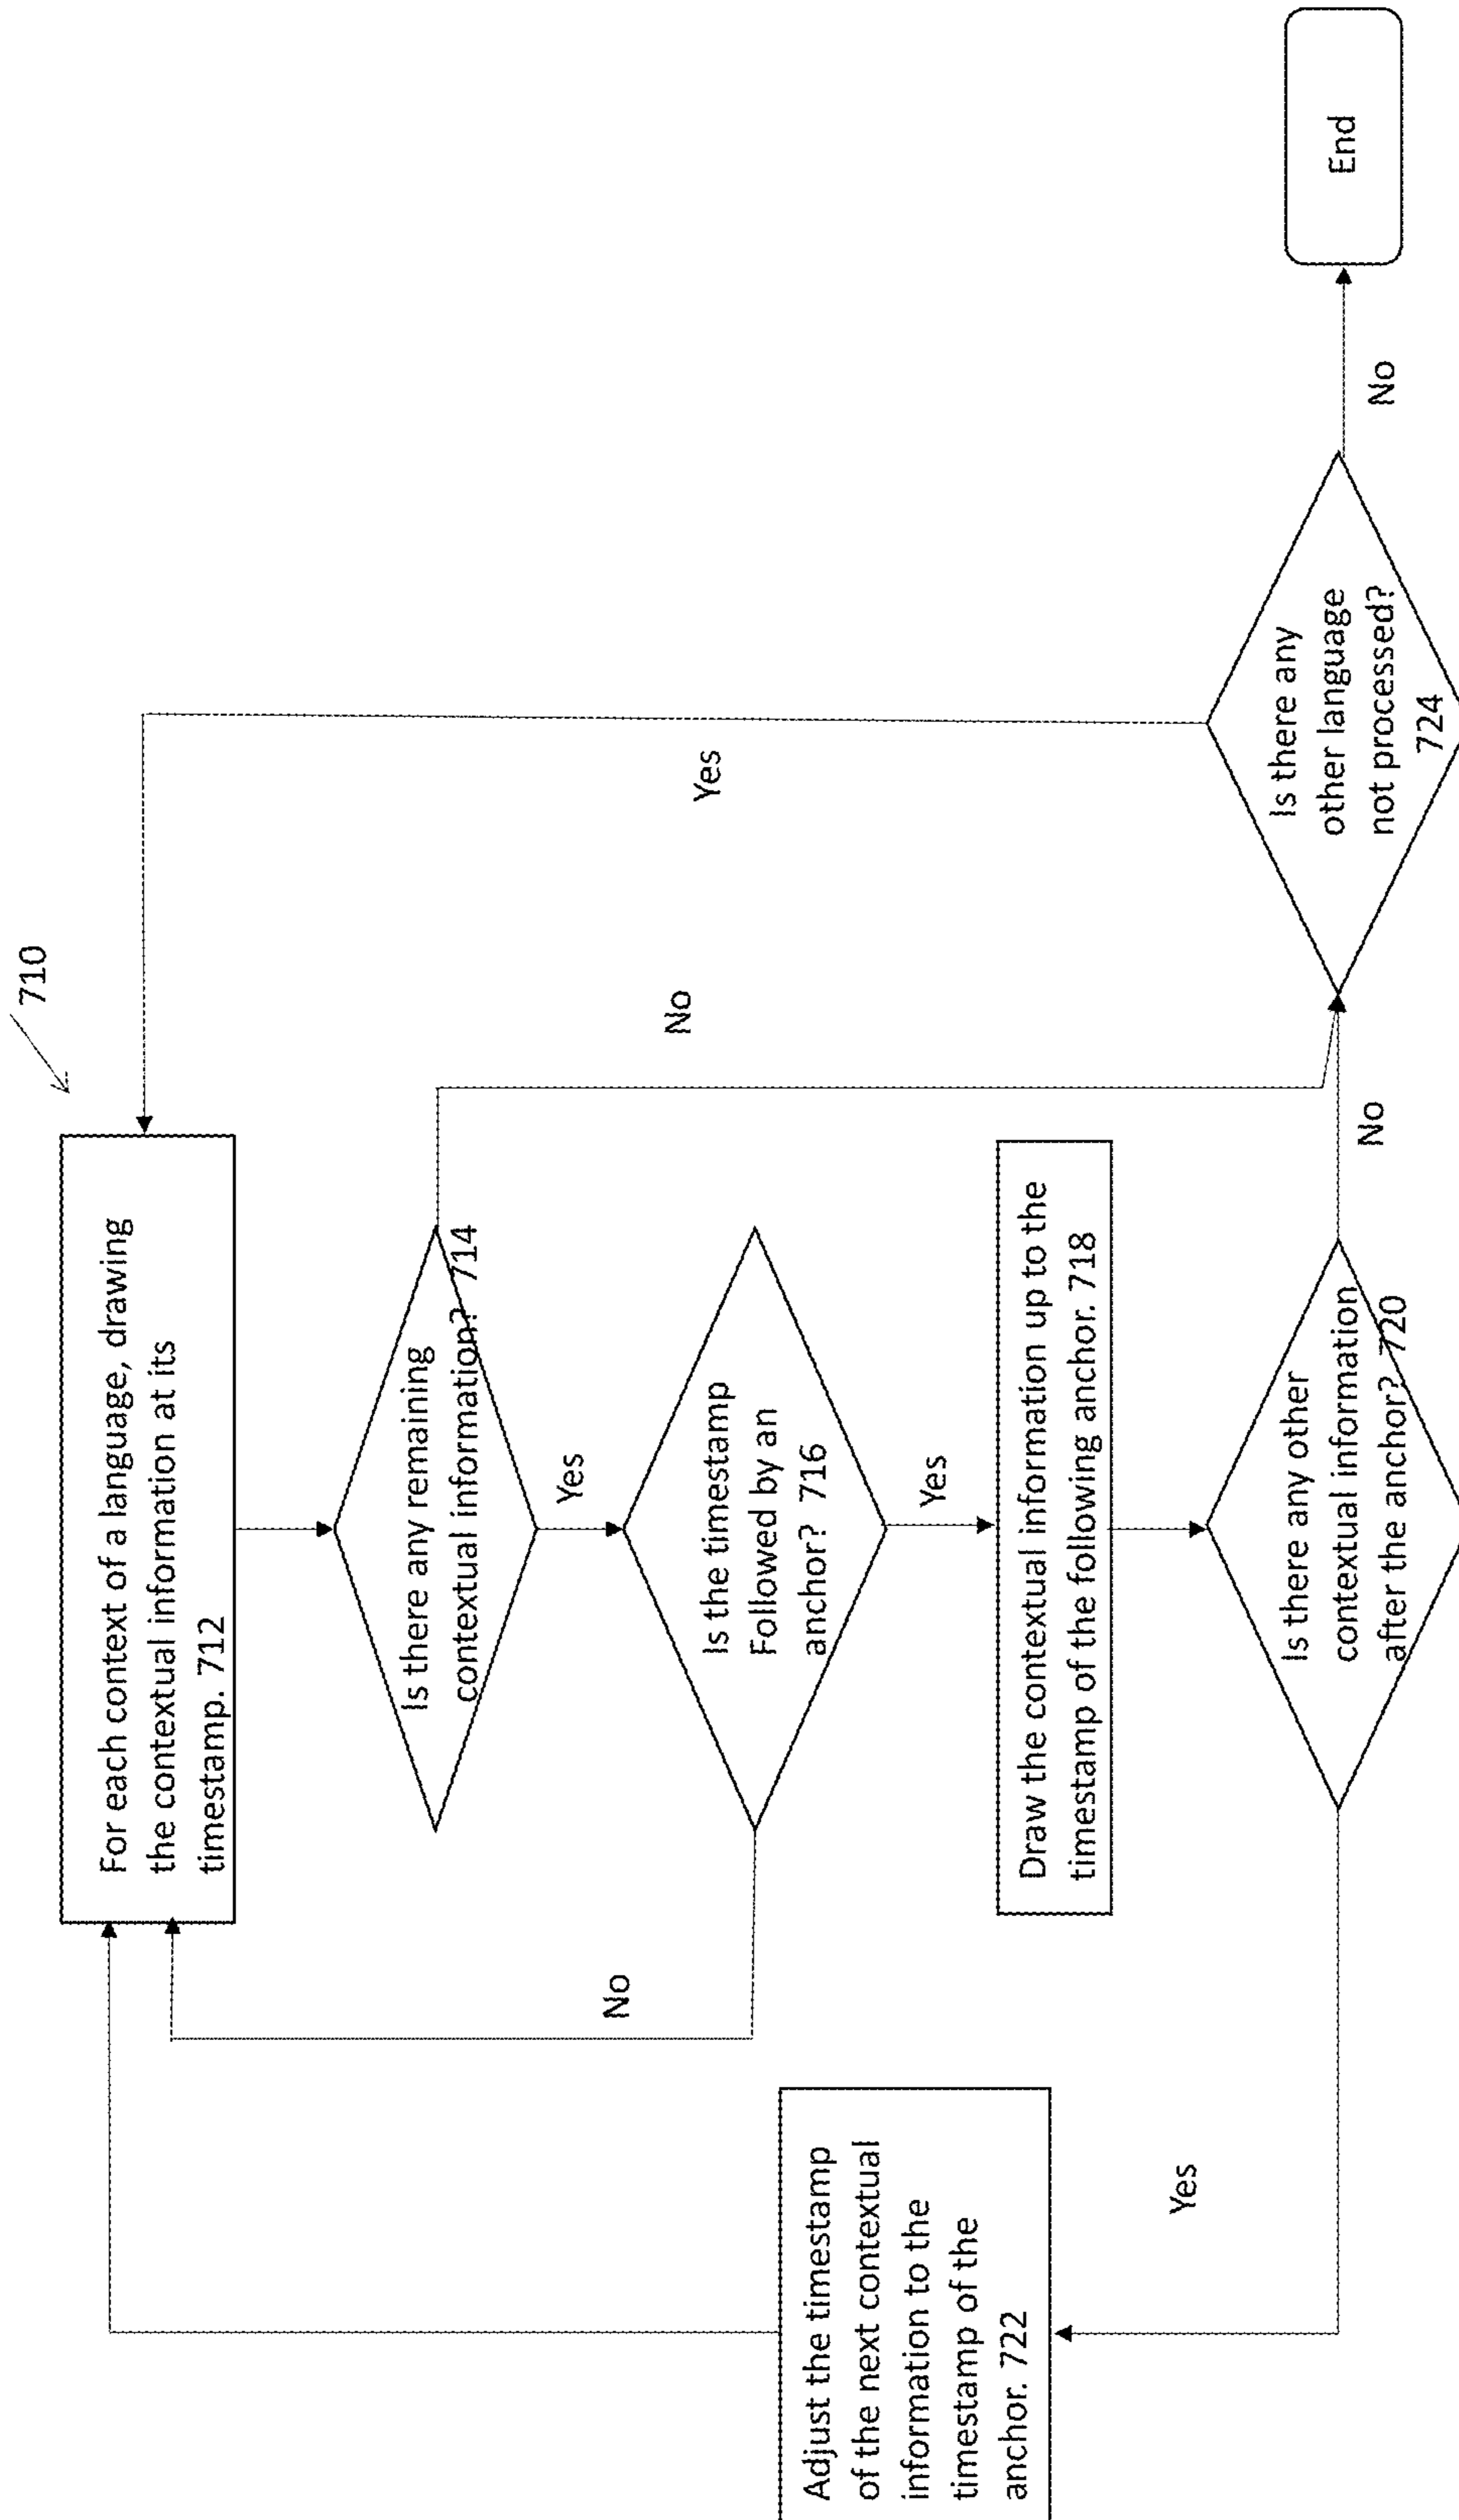 710
For each context of a language, drawing
the contextual information at its
timestamp. 712
Is there any remaining
contextual information? 714
No
Yes
Is the timestamp
Followed by an
anchor? 716
No
Yes
Yes
Draw the contextual information up to the
timestamp of the following anchor. 718
Adjust the timestamp
of the next contextual
information to the
timestamp of the
anchor. 722
Yes
Is there any other
contextual information
after the anchor? 720
No
Is there any
other language
not processed?
724
No
End